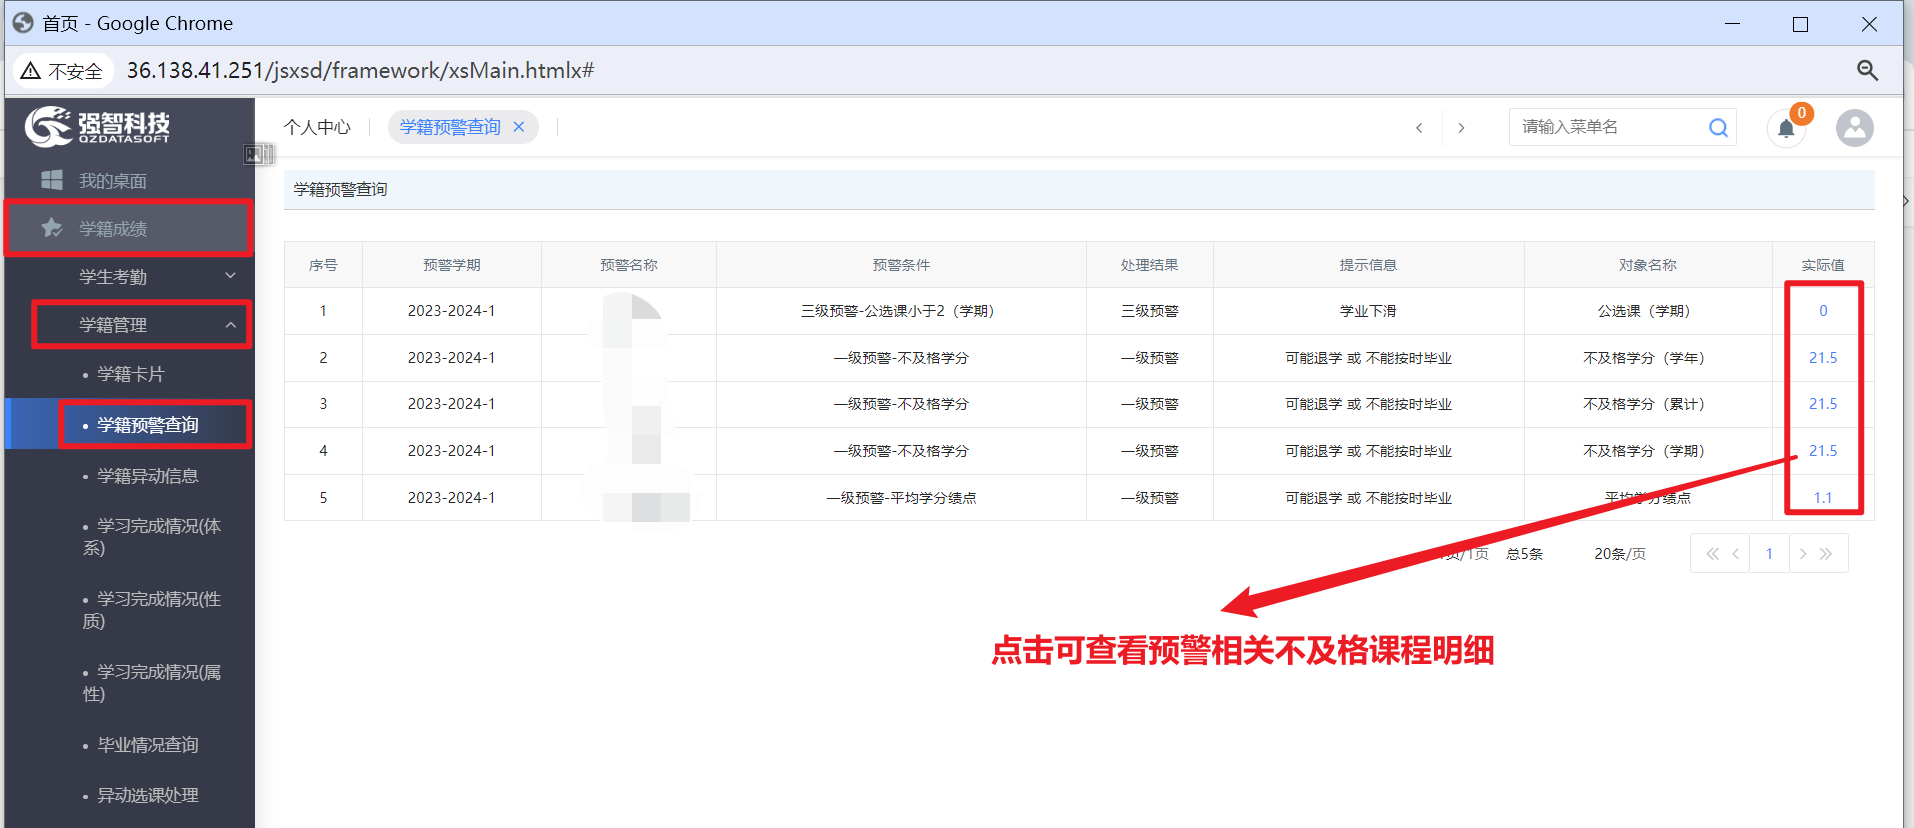 首页 - Google Chrome
不安全 36.138.41.251/jsxsd/framework/xsMain.htmlx#
强智科技
QZDATASOFT
个人中心 学籍预警查询 请输入菜单名 0
我的桌面
学籍成绩
学生考勤
学籍管理
• 学籍卡片
• 学籍预警查询
• 学籍异动信息
• 学习完成情况(体
系)
• 学习完成情况(性
质)
• 学习完成情况(属
性)
• 毕业情况查询
• 异动选课处理
学籍预警查询
序号 预警学期 预警名称 预警条件 处理结果 提示信息 对象名称 实际值
1 2023-2024-1 三级预警-公选课小于2（学期） 三级预警 学业下滑 公选课（学期） 0
2 2023-2024-1 一级预警-不及格学分 一级预警 可能退学 或 不能按时毕业 不及格学分（学年） 21.5
3 2023-2024-1 一级预警-不及格学分 一级预警 可能退学 或 不能按时毕业 不及格学分（累计） 21.5
4 2023-2024-1 一级预警-不及格学分 一级预警 可能退学 或 不能按时毕业 不及格学分（学期） 21.5
5 2023-2024-1 一级预警-平均学分绩点 一级预警 可能退学 或 不能按时毕业 平均学分绩点 1.1
页/1页 总5条 20条/页 1
点击可查看预警相关不及格课程明细